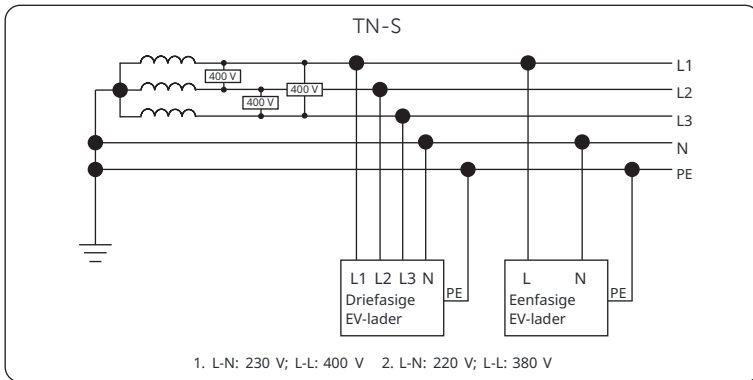 TN-S
400 V
400 V
400 V
L1
L2
L3
N
PE
L1 L2 L3 N
PE
Driefasige
EV-lader
L N
PE
Eenfasige
EV-lader
1. L-N: 230 V; L-L: 400 V 2. L-N: 220 V; L-L: 380 V